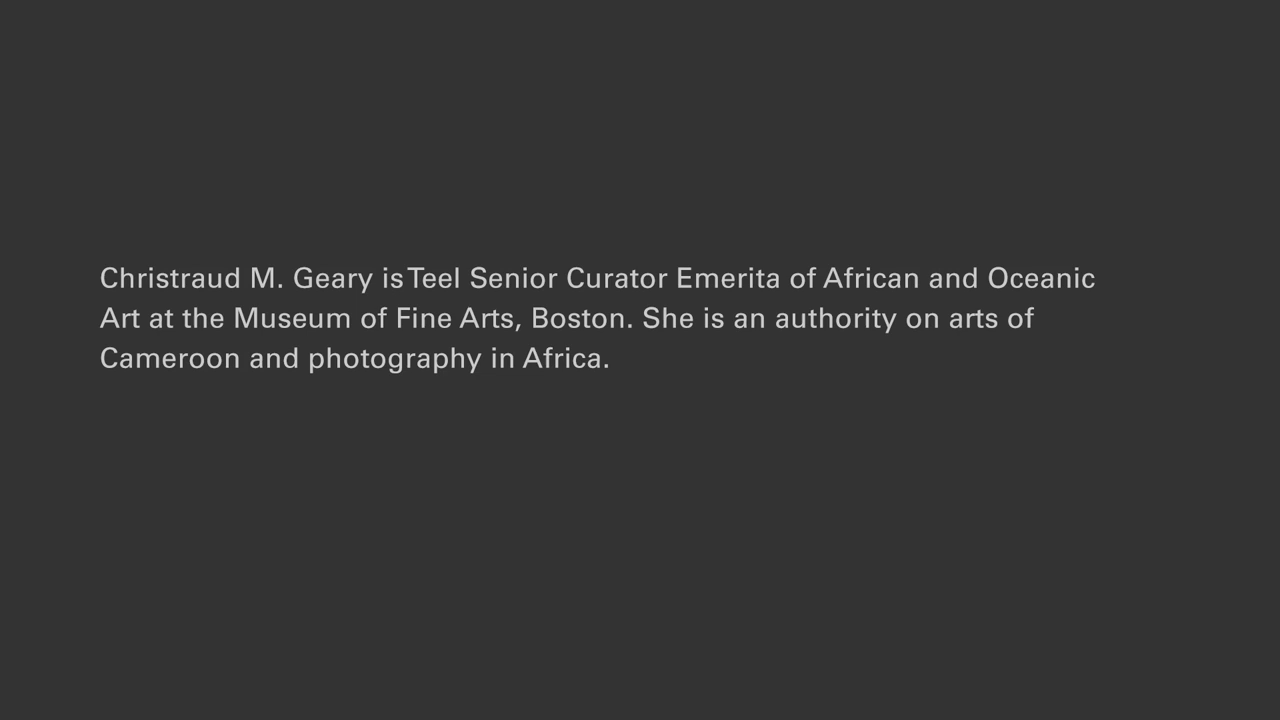 Christraud M. Geary is Teel Senior Curator Emerita of African and Oceanic
Art at the Museum of Fine Arts, Boston. She is an authority on arts of
Cameroon and photography in Africa.